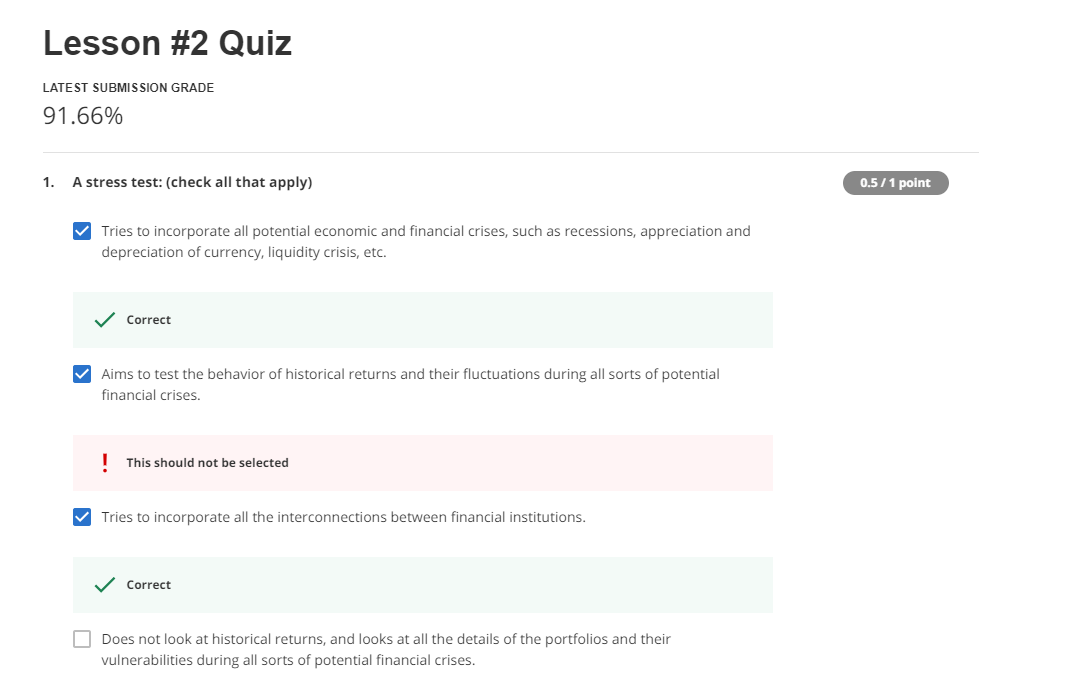 Lesson #2 Quiz
LATEST SUBMISSION GRADE
91.66%
1. A stress test: (check all that apply)
0.5 / 1 point
Tries to incorporate all potential economic and financial crises, such as recessions, appreciation and
depreciation of currency, liquidity crisis, etc.
Correct
Aims to test the behavior of historical returns and their fluctuations during all sorts of potential
financial crises.
This should not be selected
Tries to incorporate all the interconnections between financial institutions.
Correct
Does not look at historical returns, and looks at all the details of the portfolios and their
vulnerabilities during all sorts of potential financial crises.